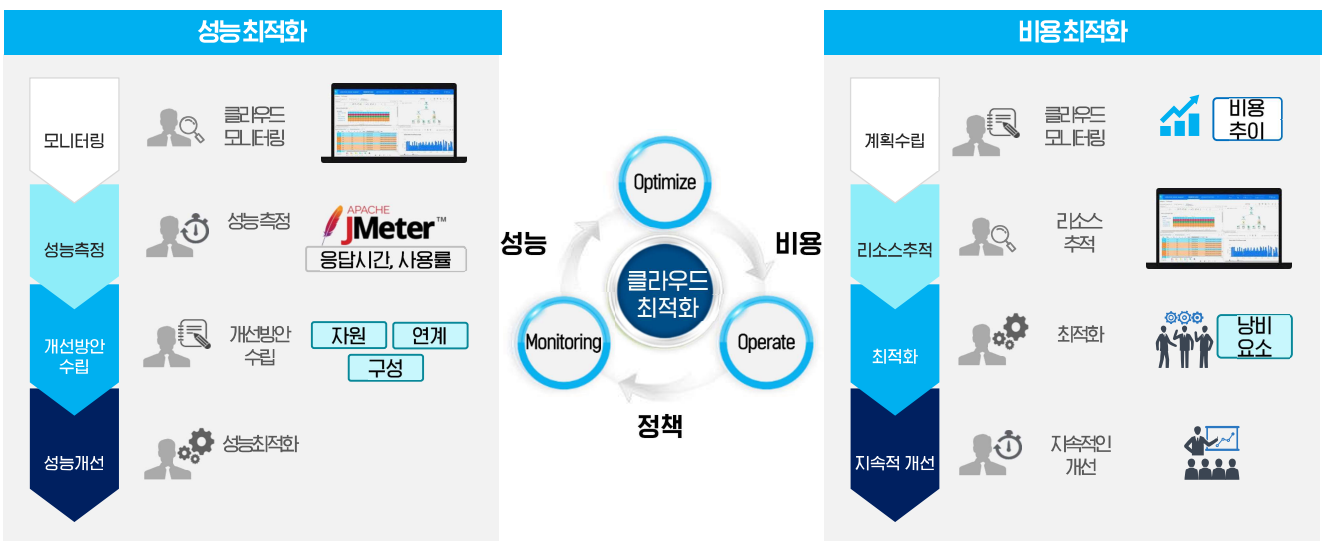 성능 최적화
모니터링
클라우드
모니터링
성능측정
성능 측정
APACHE
JMeter™
응답시간, 사용률
개선방안
수립
개선방안
수립
자원
연계
구성
성능개선
성능최적화
Optimize
성능
비용
클라우드
최적화
Monitoring
Operate
정책
비용 최적화
계획수립
클라우드
모니터링
비용
추이
리소스추적
리소스
추적
최적화
최적화
낭비
요소
지속적 개선
지속적인
개선